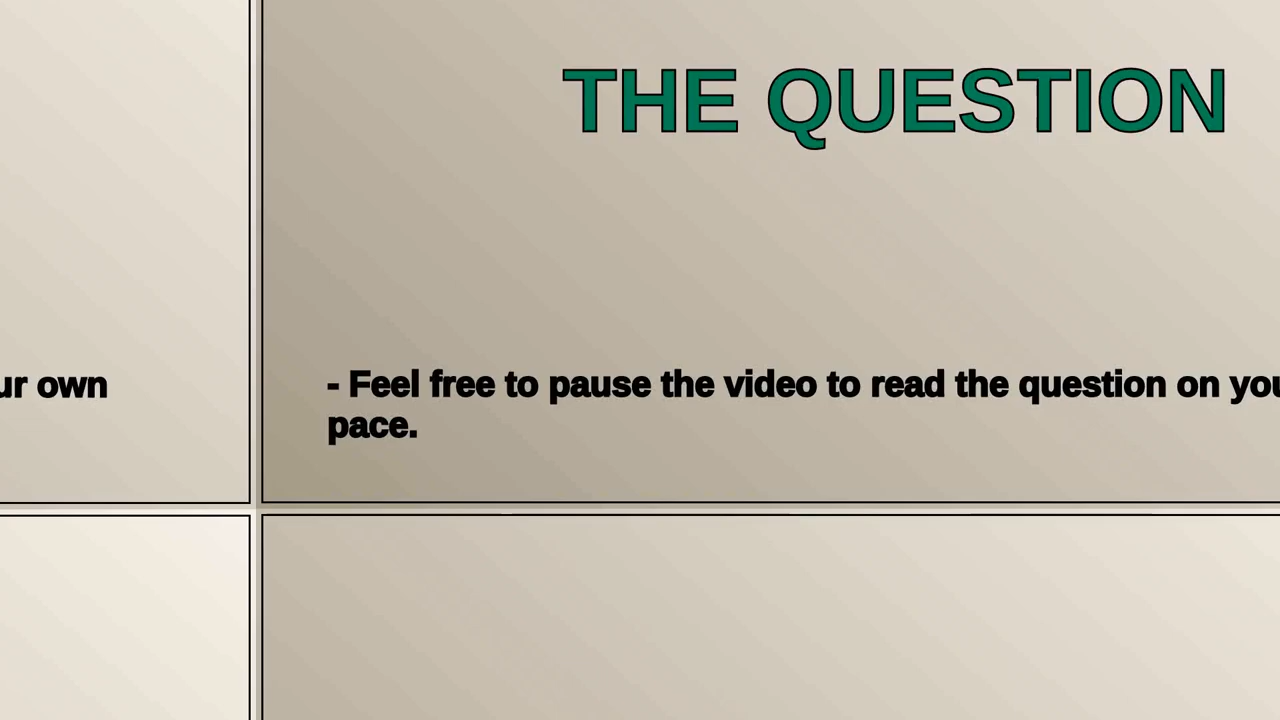 THE QUESTION
ur own
- Feel free to pause the video to read the question on you
pace.